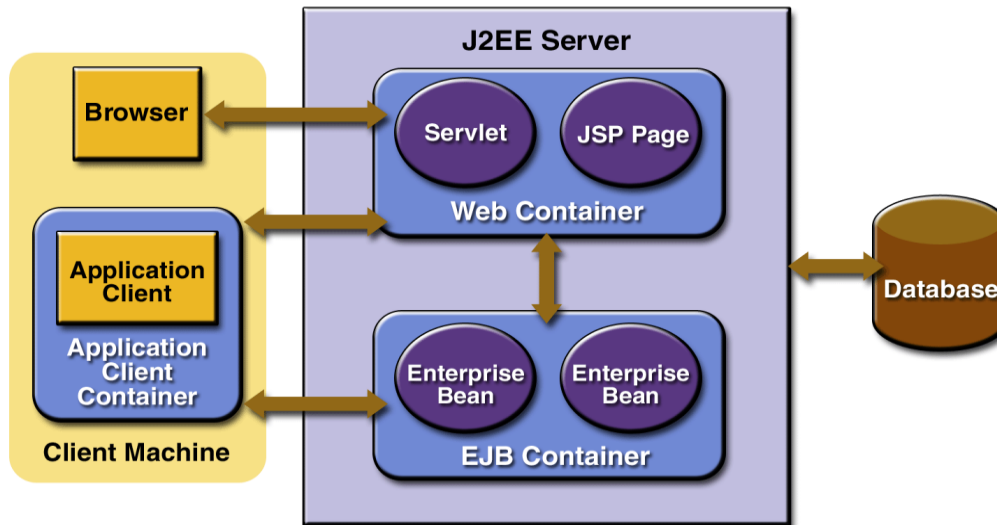 J2EE Server
Browser
Servlet
JSP Page
Web Container
Application
Client
Application
Client
Container
Client Machine
Enterprise
Bean
Enterprise
Bean
EJB Container
Database